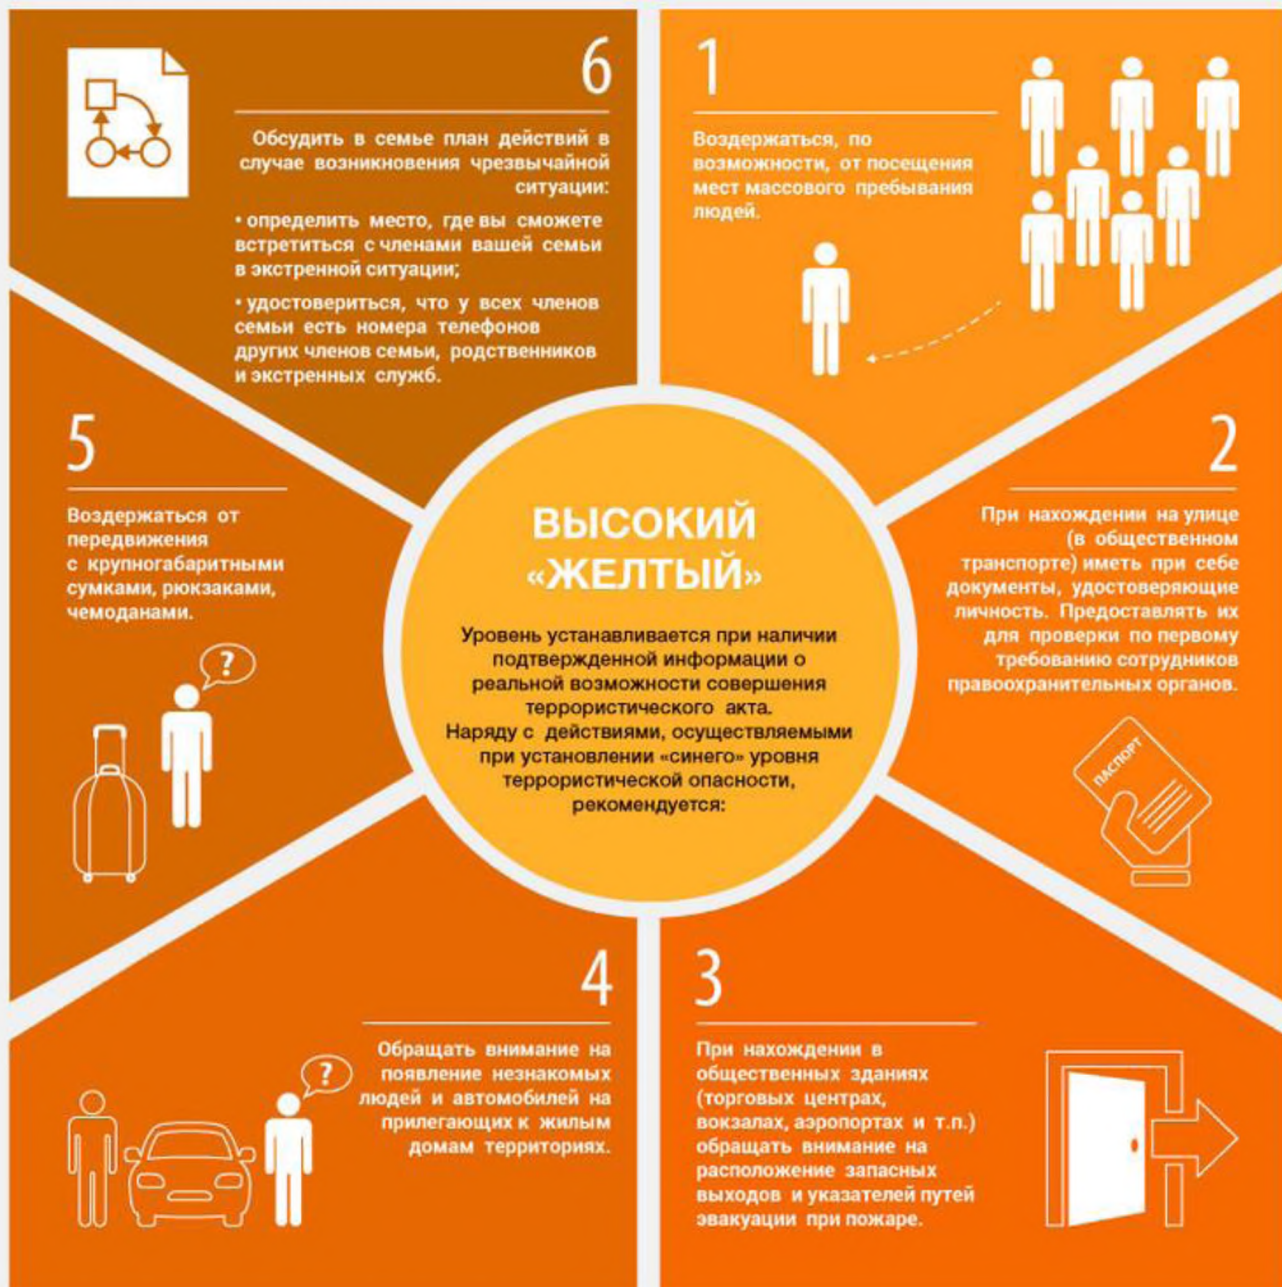 ВЫСОКИЙ
«ЖЕЛТЫЙ»
Уровень устанавливается при наличии
подтвержденной информации о
реальной возможности совершения
террористического акта.
Наряду с действиями, осуществляемыми
при установлении «синего» уровня
террористической опасности,
рекомендуется:
1
Воздержаться, по
возможности, от посещения
мест массового пребывания
людей.
2
При нахождении на улице
(в общественном
транспорте) иметь при себе
документы, удостоверяющие
личность. Предоставлять их
для проверки по первому
требованию сотрудников
правоохранительных органов.
ПАСПОРТ
3
При нахождении в
общественных зданиях
(торговых центрах,
вокзалах, аэропортах и т.п.)
обращать внимание на
расположение запасных
выходов и указателей путей
эвакуации при пожаре.
4
Обращать внимание на
появление незнакомых
людей и автомобилей на
прилегающих к жилым
домам территориях.
?
5
Воздержаться от
передвижения
с крупногабаритными
сумками, рюкзаками,
чемоданами.
?
6
Обсудить в семье план действий в
случае возникновения чрезвычайной
ситуации:
• определить место, где вы сможете
встретиться с членами вашей семьи
в экстренной ситуации;
• удостовериться, что у всех членов
семьи есть номера телефонов
других членов семьи, родственников
и экстренных служб.